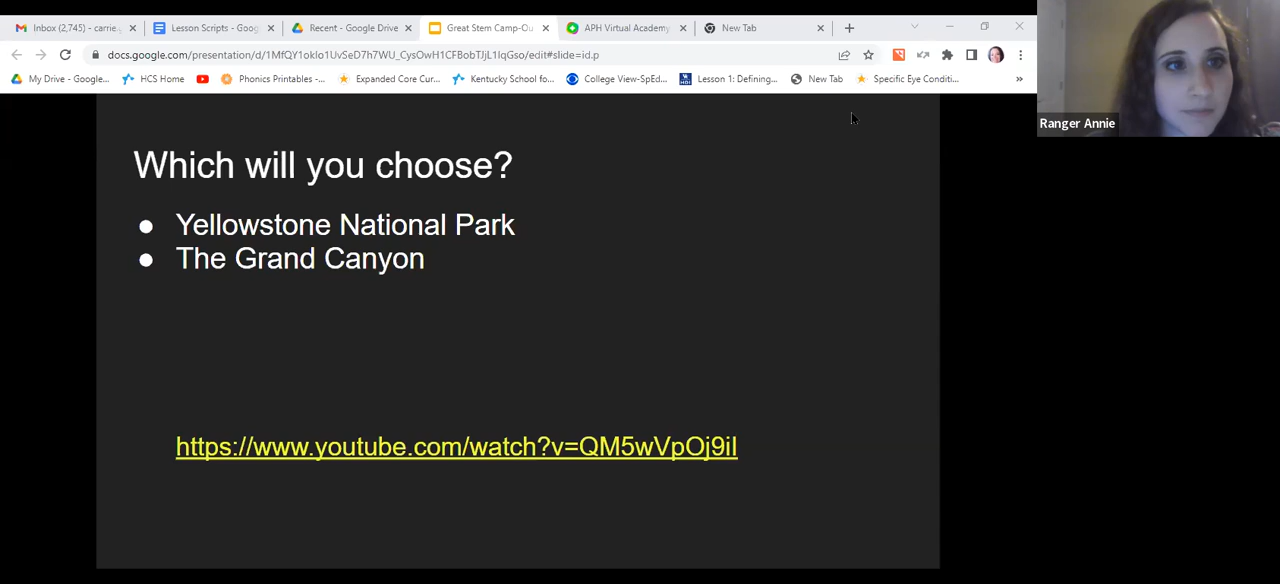 Inbox (2,745) - carrie.
Lesson Scripts - Goog
Recent - Google Drive
Great Stem Camp-Ou
APH Virtual Academy
New Tab
docs.google.com/presentation/d/1MfQY1oklo1UvSeD7h7WU_CysOwH1CFBobTJjL1lqGso/edit#slide=id.p
My Drive - Google...
HCS Home
Phonics Printables -...
Expanded Core Cur...
Kentucky School fo...
College View-SpEd...
Lesson 1: Defining...
New Tab
Specific Eye Conditi...
»
Ranger Annie
Which will you choose?
● Yellowstone National Park
● The Grand Canyon
https://www.youtube.com/watch?v=QM5wVpOj9iI